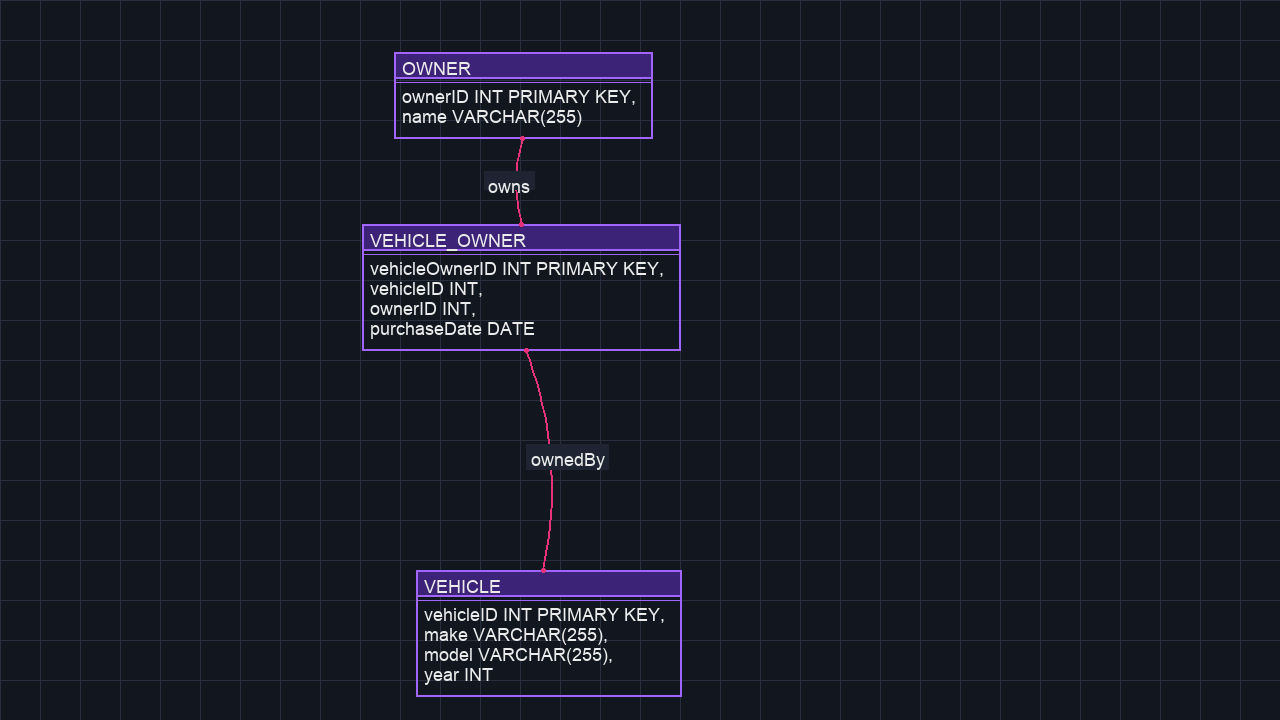 OWNER
ownerID INT PRIMARY KEY,
name VARCHAR(255)
owns
VEHICLE_OWNER
vehicleOwnerID INT PRIMARY KEY,
vehicleID INT,
ownerID INT,
purchaseDate DATE
ownedBy
VEHICLE
vehicleID INT PRIMARY KEY,
make VARCHAR(255),
model VARCHAR(255),
year INT